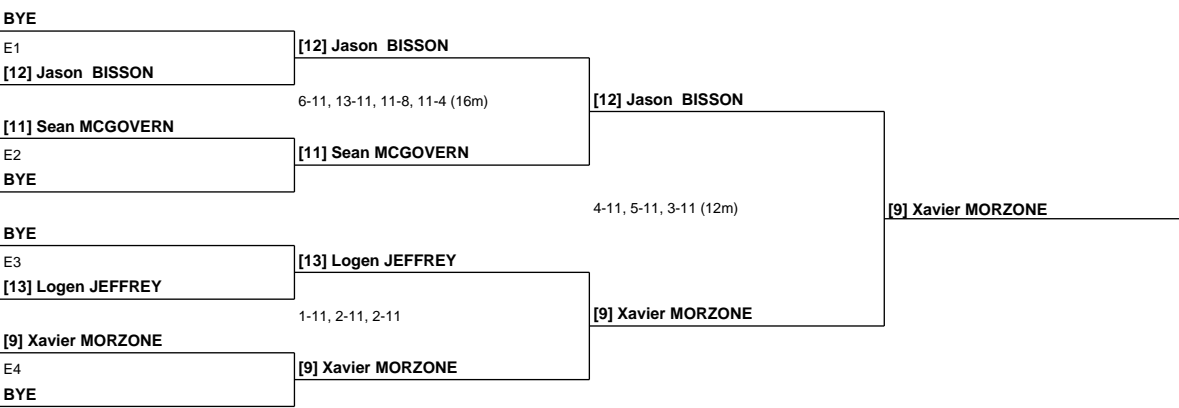 BYE
E1
[12] Jason BISSON
[12] Jason BISSON
6-11, 13-11, 11-8, 11-4 (16m)
[12] Jason BISSON
[11] Sean MCGOVERN
E2
[11] Sean MCGOVERN
BYE
4-11, 5-11, 3-11 (12m)
[9] Xavier MORZONE
BYE
E3
[13] Logen JEFFREY
[13] Logen JEFFREY
1-11, 2-11, 2-11
[9] Xavier MORZONE
[9] Xavier MORZONE
E4
[9] Xavier MORZONE
BYE